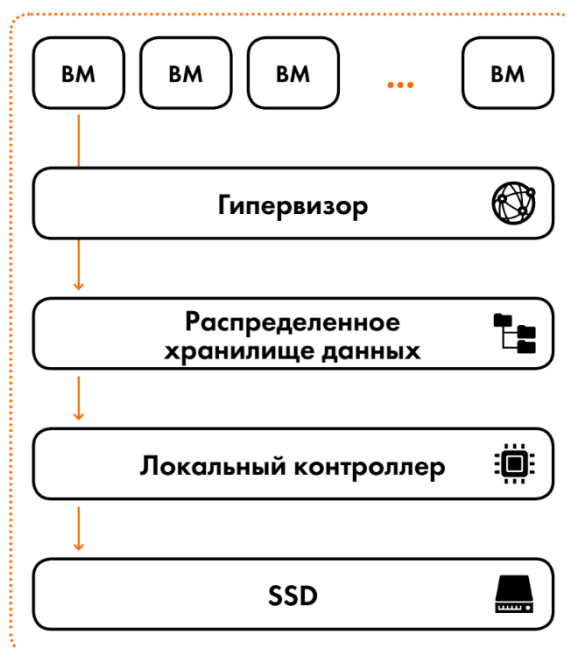 ВМ ВМ ВМ ... ВМ
Гипервизор
Распределенное
хранилище данных
Локальный контроллер
SSD